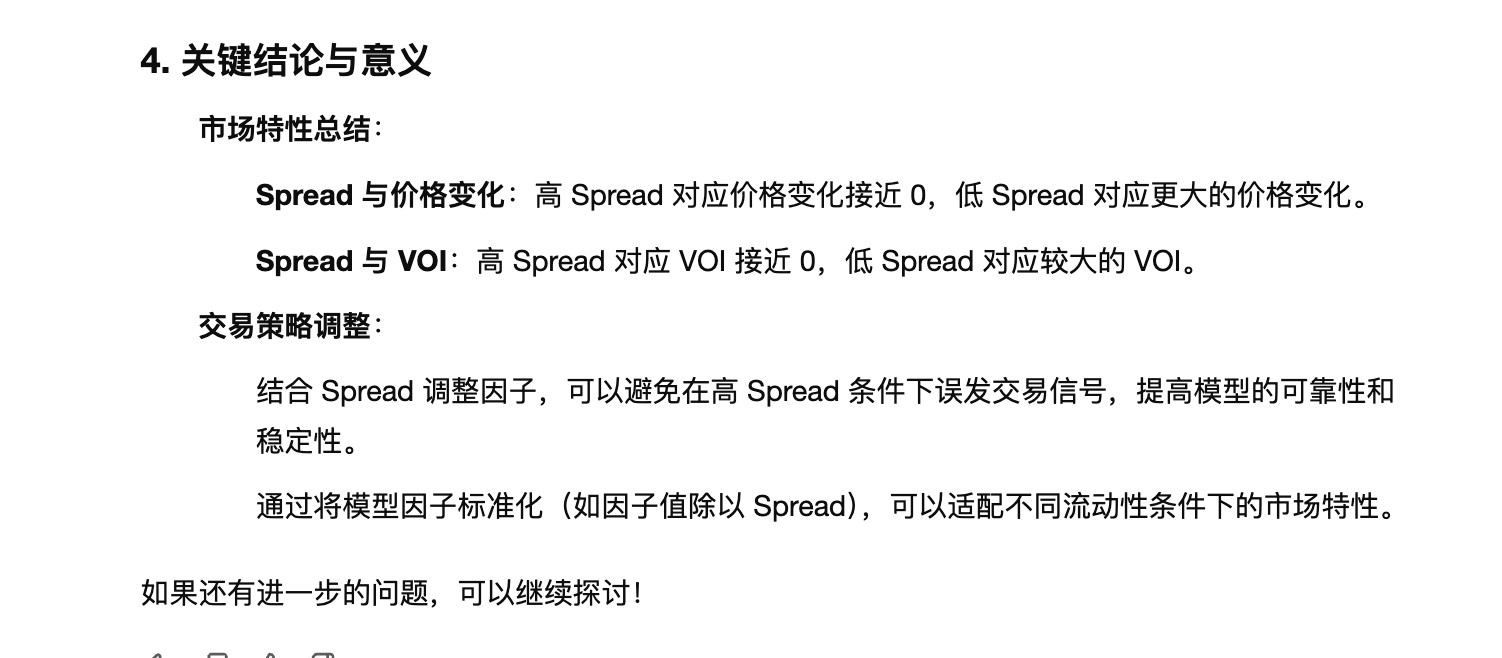 4. 关键结论与意义
市场特性总结：
Spread 与价格变化：高 Spread 对应价格变化接近 0，低 Spread 对应更大的价格变化。
Spread 与 VOI：高 Spread 对应 VOI 接近 0，低 Spread 对应较大的 VOI。
交易策略调整：
结合 Spread 调整因子，可以避免在高 Spread 条件下误发交易信号，提高模型的可靠性和
稳定性。
通过将模型因子标准化（如因子值除以 Spread），可以适配不同流动性条件下的市场特性。
如果还有进一步的问题，可以继续探讨！